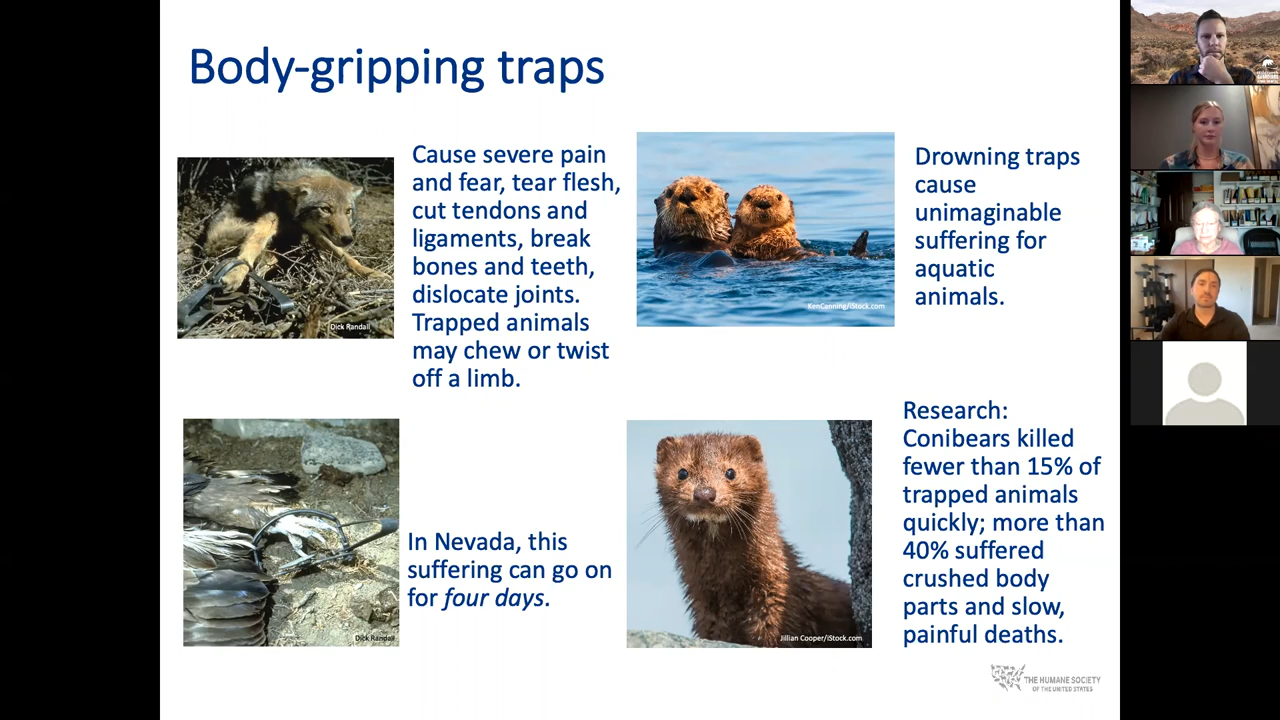 Body-gripping traps
Cause severe pain
and fear, tear flesh,
cut tendons and
ligaments, break
bones and teeth,
dislocate joints.
Trapped animals
may chew or twist
off a limb.
Dick Randall
Drowning traps
cause
unimaginable
suffering for
aquatic
animals.
KenCanning/iStock.com
In Nevada, this
suffering can go on
for four days.
Dick Randall
Research:
Conibears killed
fewer than 15% of
trapped animals
quickly; more than
40% suffered
crushed body
parts and slow,
painful deaths.
Jillian Cooper/iStock.com
THE HUMANE SOCIETY
OF THE UNITED STATES